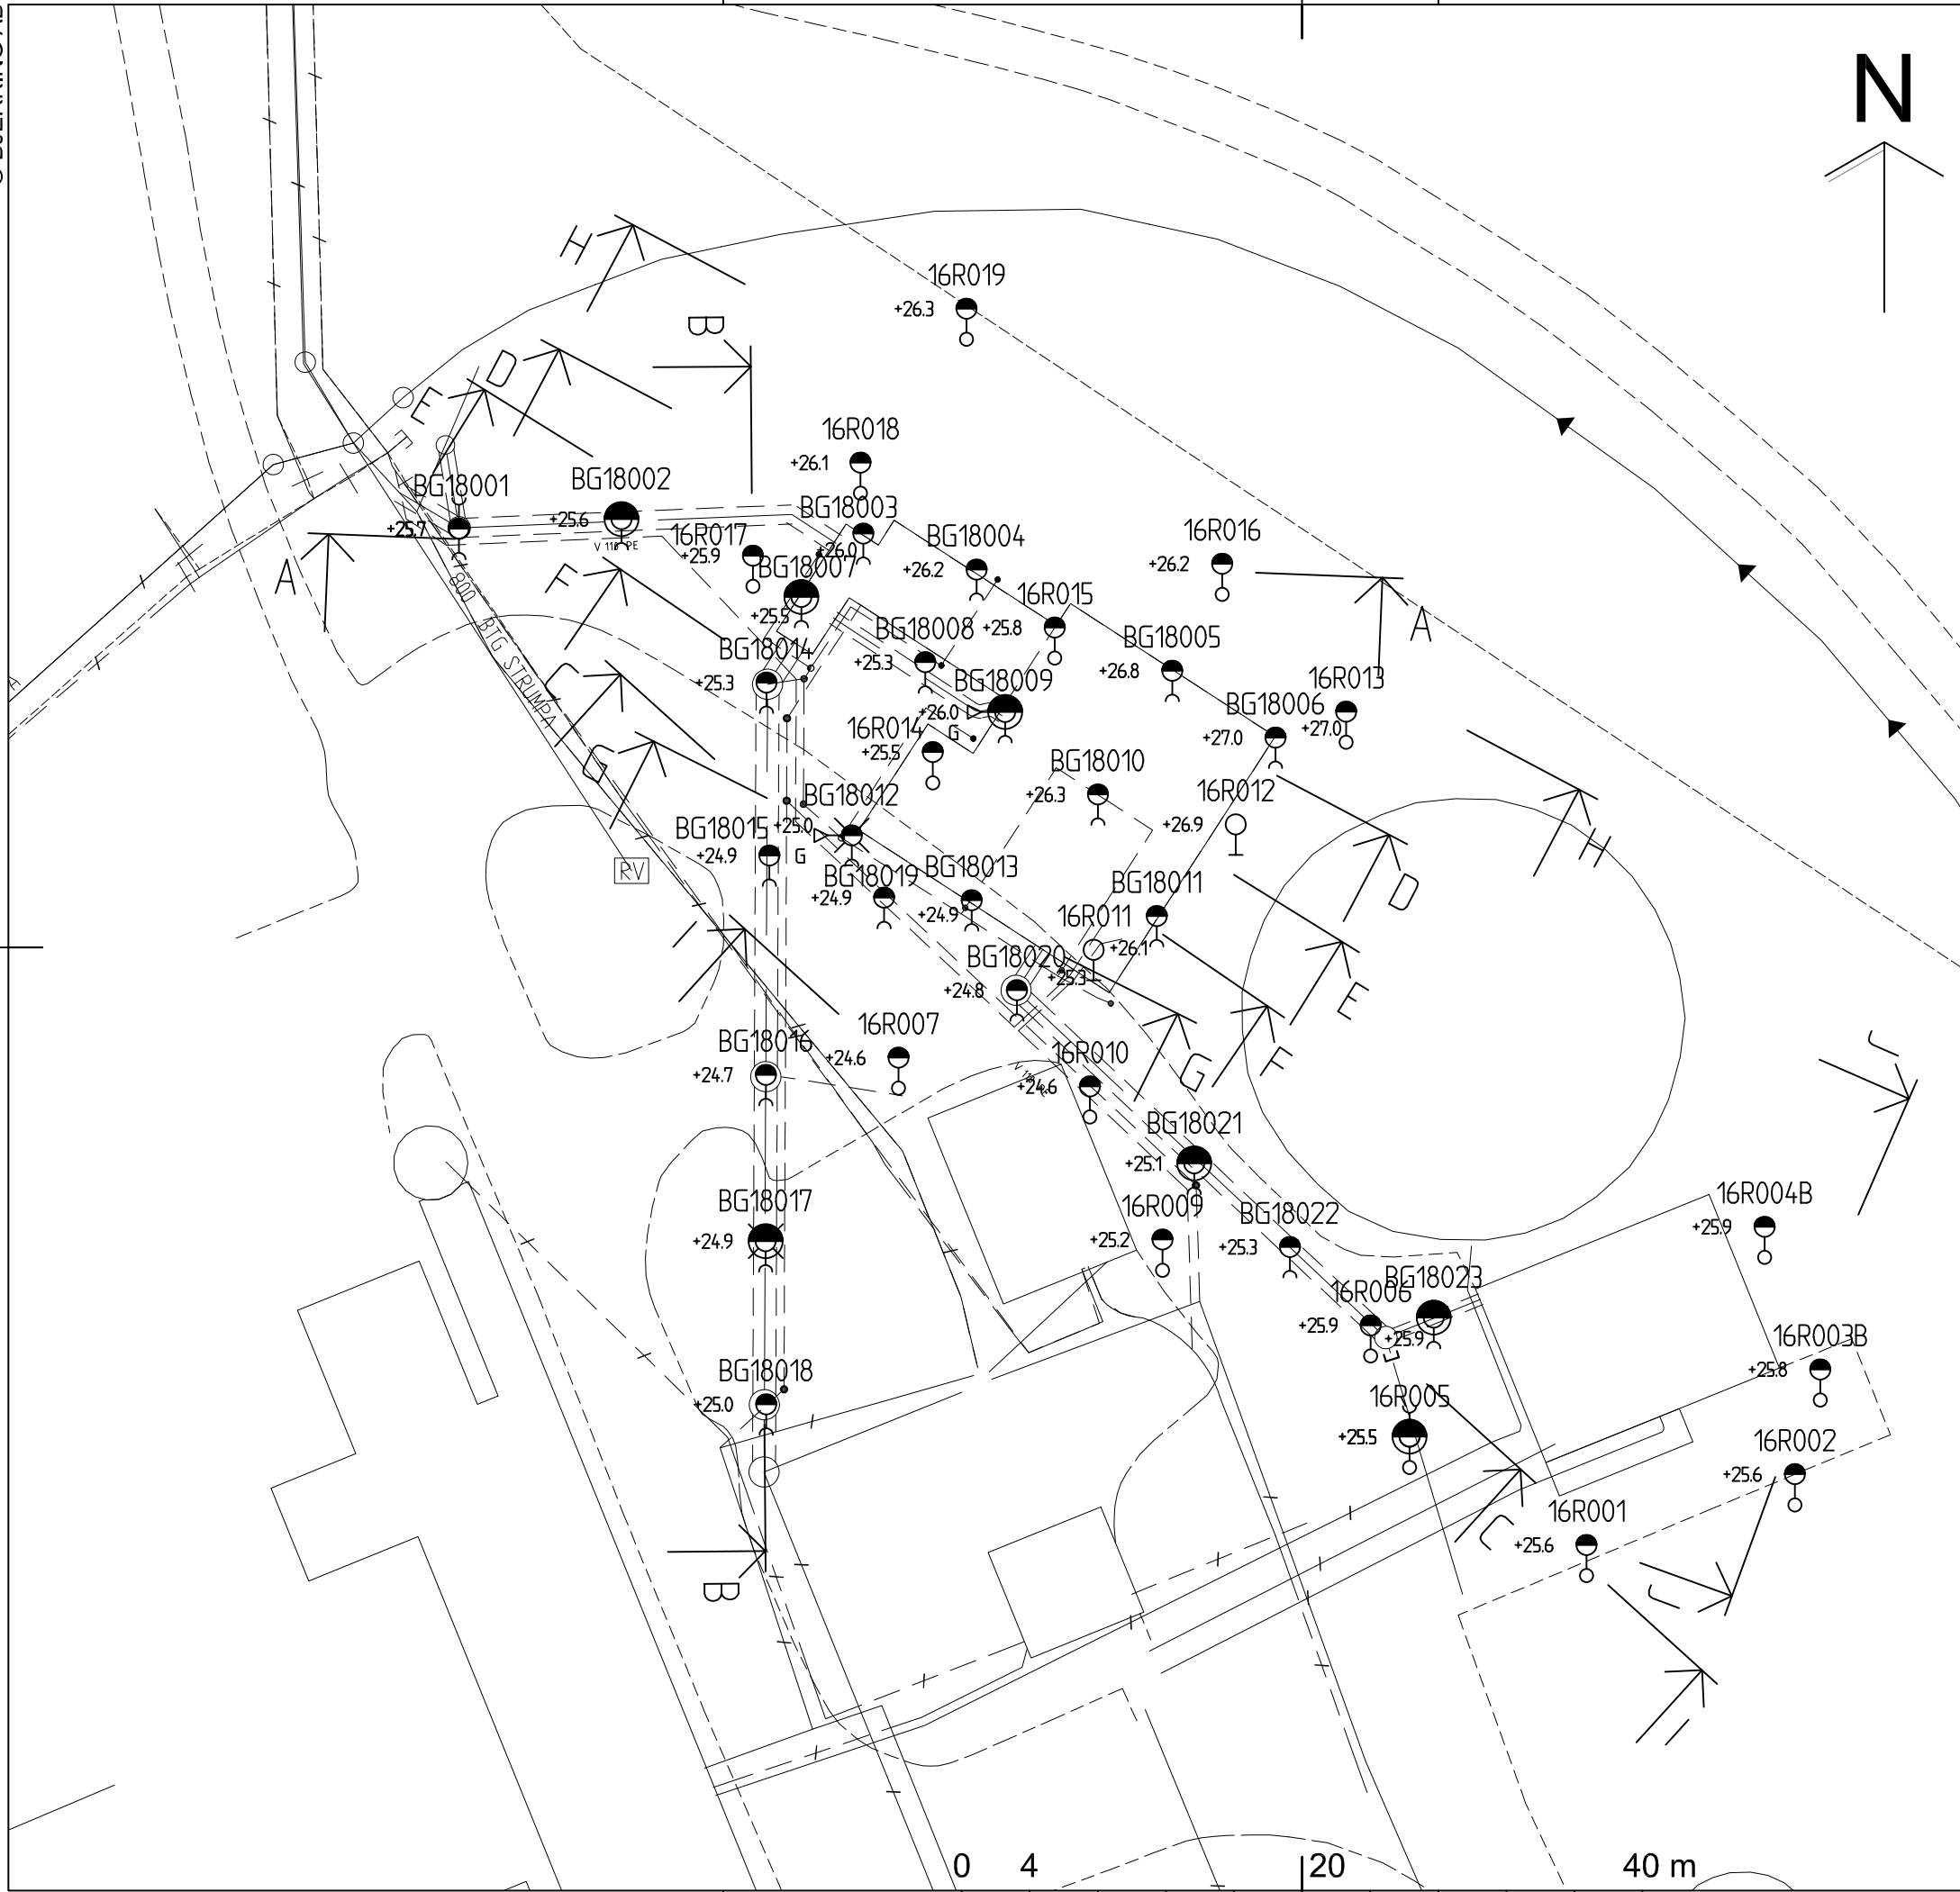 N
H
16R019
+26.3
B
D
E
16R018
+26.1
BG18001
+25.7
BG18002
+25.6
V 110 PE
BG18003
+26.0
16R017
+25.9
BG18004
+26.2
16R016
+26.2
A
BG18007
+25.5
F
800 BTG STRUMPA
16R015
+25.8
A
BG18008
+25.3
BG18005
+26.8
BG18014
+25.3
C
BG18009
+26.0
G
16R013
+27.0
BG18006
+27.0
16R014
+25.5
G
BG18010
+26.3
BG18012
+25.0
16R012
+26.9
BG18015
+24.9
G
RV
H
BG18019
+24.9
BG18013
+24.9
BG18011
+26.1
D
16R011
+25.3
I
BG18020
+24.8
E
F
16R007
+24.6
BG18016
+24.7
16R010
+24.6
G
J
BG18021
+25.1
BG18017
+24.9
16R009
+25.2
BG18022
+25.3
16R004B
+25.9
16R006
+25.9
BG18023
+25.9
16R003B
+25.8
BG18018
+25.0
16R005
+25.5
16R002
+25.6
16R001
+25.6
C
J
B
I
0 4 20 40 m